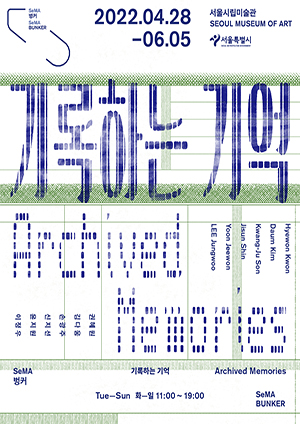 SeMA
벙커
SeMA
BUNKER
2022.04.28
–06.05
서울시립미술관
SEOUL MUSEUM OF ART
서울특별시
기록하는 기억
Archived
Memories
Hyewon Kwon
Daum Kim
Kwang-Ju Son
Jisun Shin
Yoon Jeewon
LEE Jungwoo
권혜원
김다움
손광주
신지선
윤지원
이정우
SeMA
벙커
기록하는 기억
Archived Memories
Tue—Sun 화—일 11:00 ~ 19:00
SeMA
BUNKER